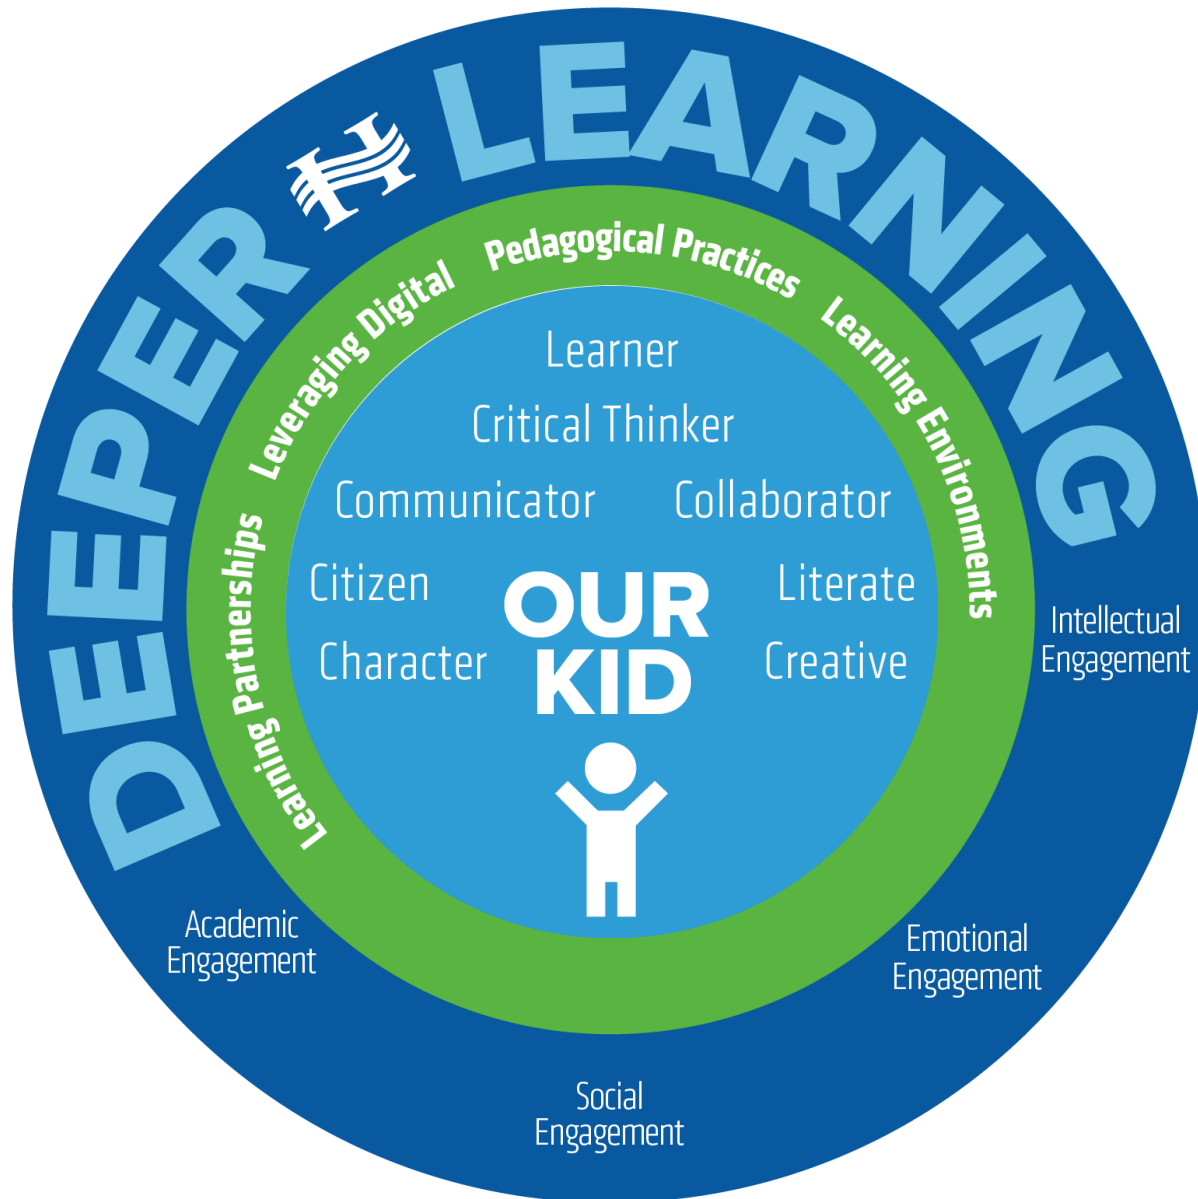 DEEPER LEARNING
Learning Partnerships
Leveraging Digital
Pedagogical Practices
Learning Environments
Learner
Critical Thinker
Communicator
Collaborator
Citizen
Literate
Character
Creative
OUR
KID
Intellectual
Engagement
Emotional
Engagement
Social
Engagement
Academic
Engagement